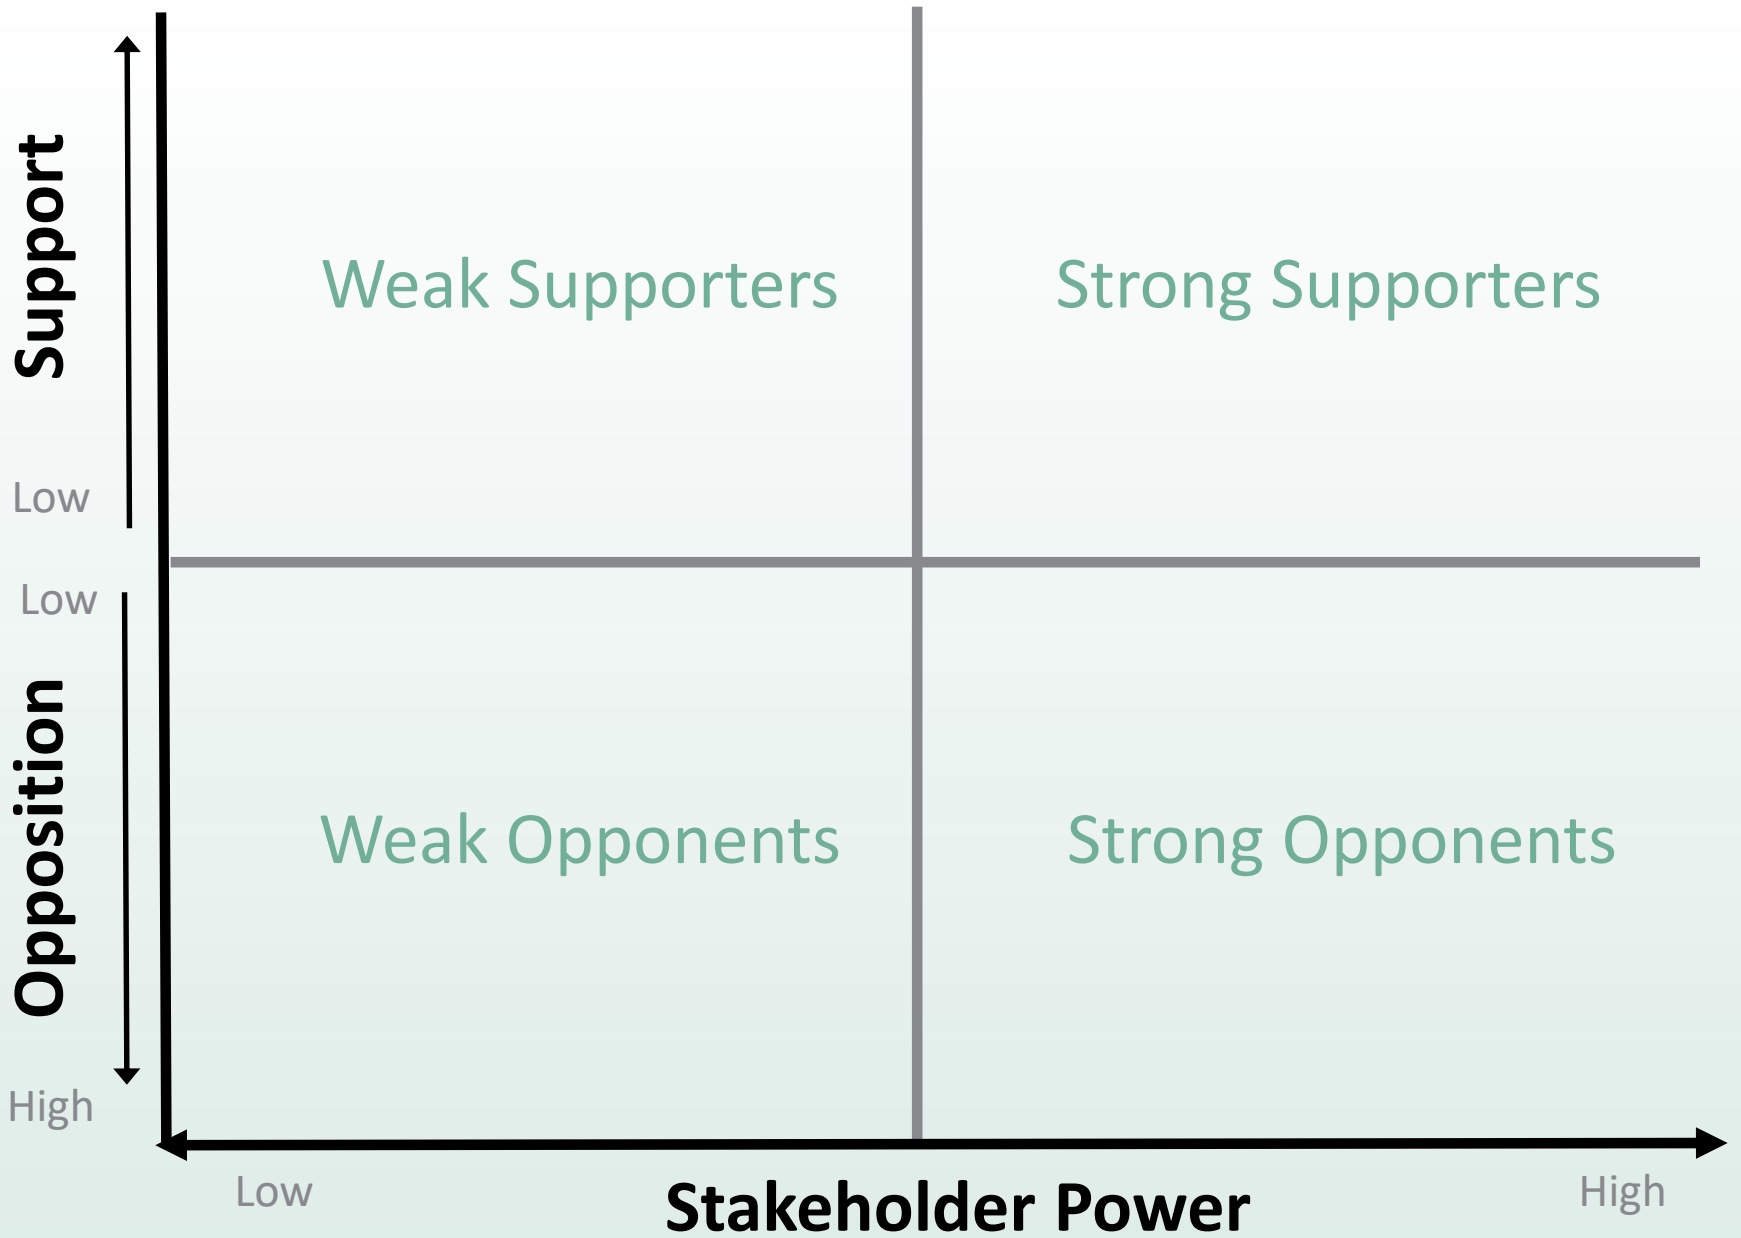 Support
Low
Low
Opposition
High
Weak Supporters
Strong Supporters
Weak Opponents
Strong Opponents
Low
Stakeholder Power
High